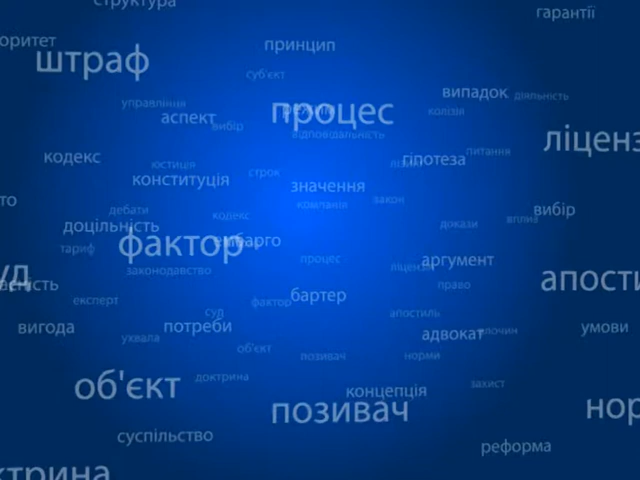 структура
гарантії
оритет
принцип
штраф
суб'єкт
випадок
діяльність
управління
процес
колізія
аспект
вибір
відповідальність
ліценз
кодекс
юстиція
гіпотеза
питання
конституція
строк
значення
закон
то
компанія
дебати
кодекс
вибір
доцільність
докази
вплив
фактор
ембарго
тариф
процес
аргумент
законодавство
ліцензія
уд
апости
право
бартер
експерт
фактор
суд
апостиль
вигода
потреби
адвокат
злочин
умови
ухвала
об'єкт
позивач
норми
доктрина
захист
об'єкт
концепція
позивач
нор
суспільство
реформа
ктрина